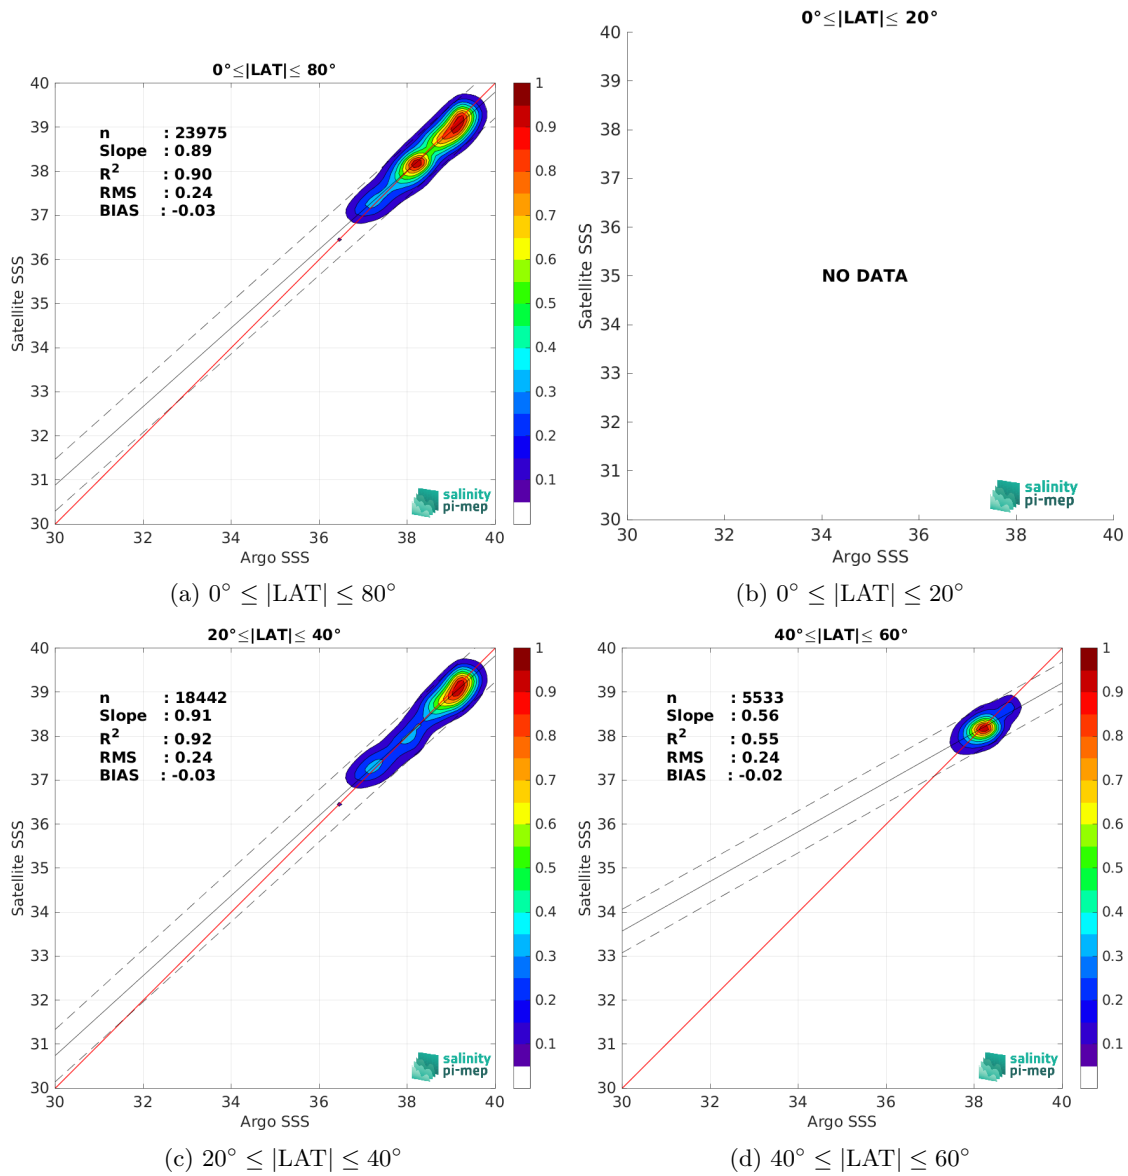 0°≤|LAT|≤ 80°
n : 23975
Slope : 0.89
R² : 0.90
RMS : 0.24
BIAS : -0.03
40
39
38
37
36
35
34
33
32
31
30
30 32 34 36 38 40
Satellite SSS
Argo SSS
1
0.9
0.8
0.7
0.6
0.5
0.4
0.3
0.2
0.1
salinity
pi-mep
(a) 0° ≤ |LAT| ≤ 80°
0°≤|LAT|≤ 20°
40
39
38
37
36
35
34
33
32
31
30
30 32 34 36 38 40
Satellite SSS
Argo SSS
NO DATA
salinity
pi-mep
(b) 0° ≤ |LAT| ≤ 20°
20°≤|LAT|≤ 40°
n : 18442
Slope : 0.91
R² : 0.92
RMS : 0.24
BIAS : -0.03
40
39
38
37
36
35
34
33
32
31
30
30 32 34 36 38 40
Satellite SSS
Argo SSS
1
0.9
0.8
0.7
0.6
0.5
0.4
0.3
0.2
0.1
salinity
pi-mep
(c) 20° ≤ |LAT| ≤ 40°
40°≤|LAT|≤ 60°
n : 5533
Slope : 0.56
R² : 0.55
RMS : 0.24
BIAS : -0.02
40
39
38
37
36
35
34
33
32
31
30
30 32 34 36 38 40
Satellite SSS
Argo SSS
1
0.9
0.8
0.7
0.6
0.5
0.4
0.3
0.2
0.1
salinity
pi-mep
(d) 40° ≤ |LAT| ≤ 60°